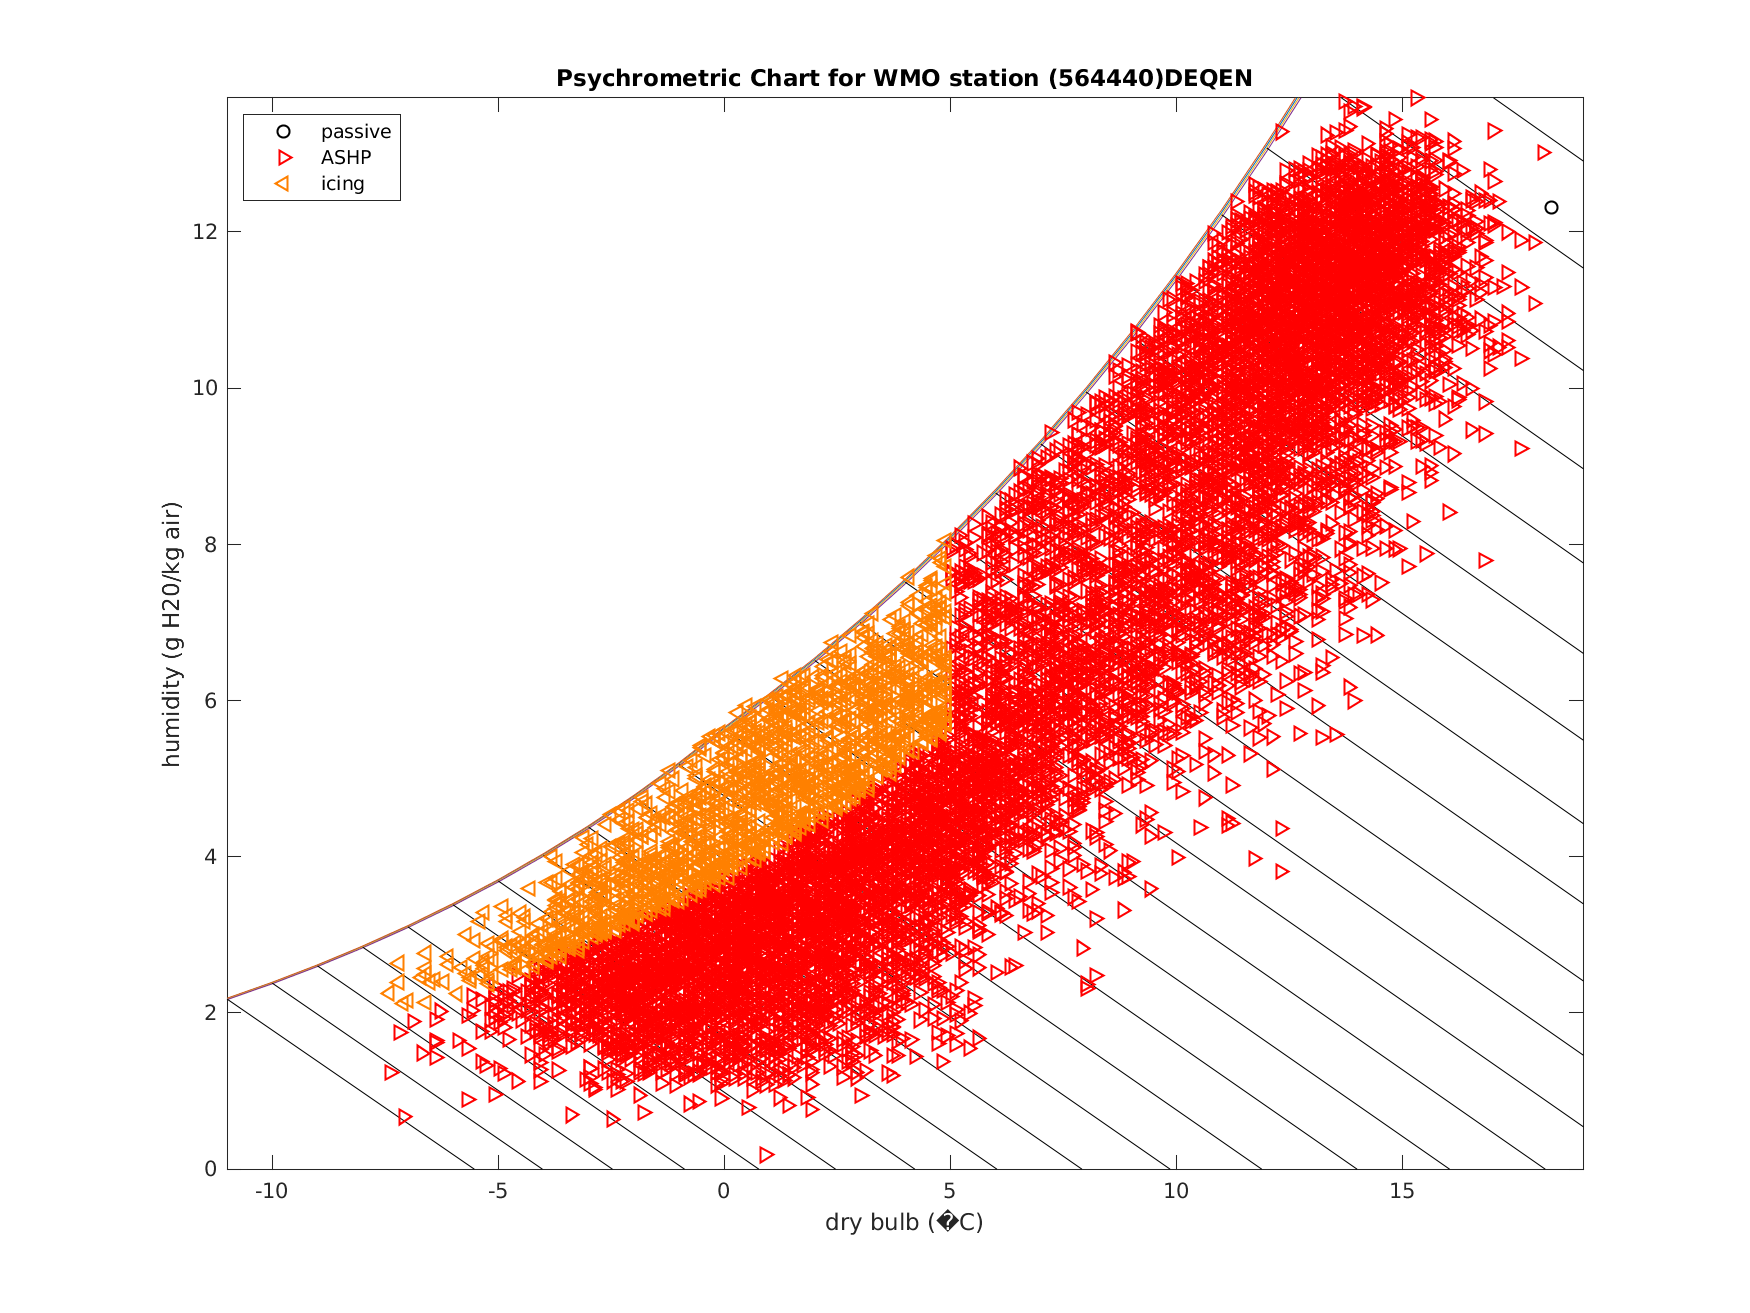 Psychrometric Chart for WMO station (564440)DEQEN
passive
ASHP
icing
humidity (g H20/kg air)
12
10
8
6
4
2
0
-10
-5
0
5
10
15
dry bulb (�C)